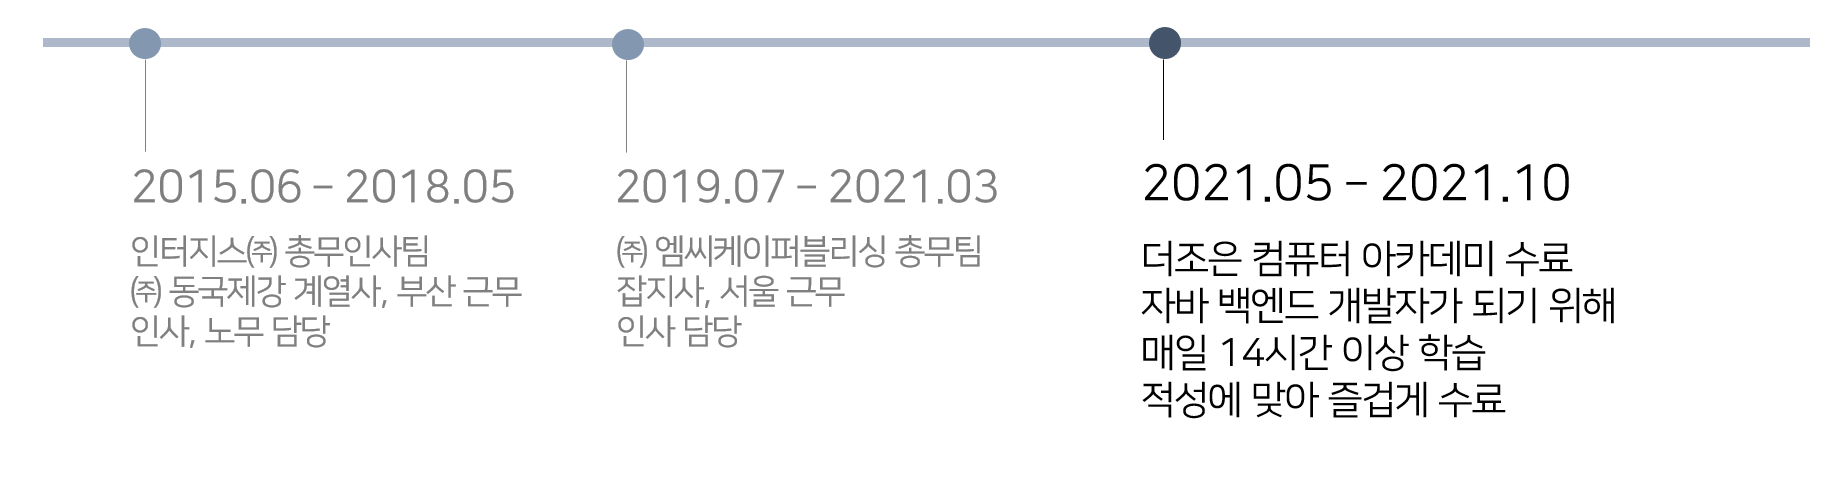 2015.06 – 2018.05
인터지스㈜ 총무인사팀
㈜ 동국제강 계열사, 부산 근무
인사, 노무 담당
2019.07 – 2021.03
㈜ 엠씨케이퍼블리싱 총무팀
잡지사, 서울 근무
인사 담당
2021.05 – 2021.10
더조은 컴퓨터 아카데미 수료
자바 백엔드 개발자가 되기 위해
매일 14시간 이상 학습
적성에 맞아 즐겁게 수료